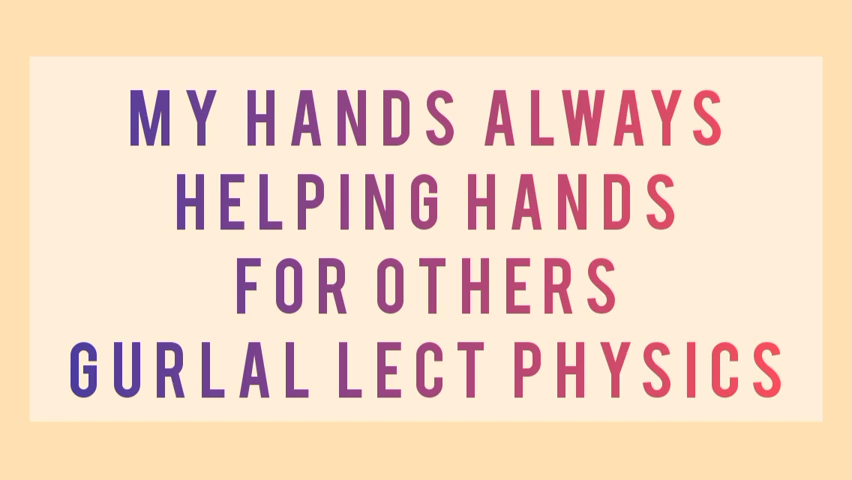 MY HANDS ALWAYS
HELPING HANDS
FOR OTHERS
GURLAL LECT PHYSICS